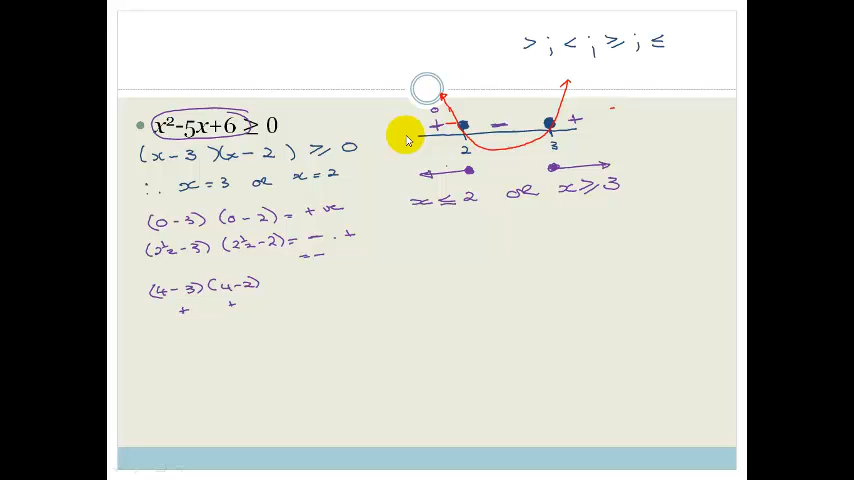 > ; < ; ≥ ; ≤
x²-5x+6 ≥ 0
(x-3)(x-2) ≥ 0
∴ x=3 or x=2
(0-3)(0-2) = +ve
(2½-3)(2½-2) = - . +
= -
(4-3)(4-2)
+ +
0
+ - +
2 3
x ≤ 2 or x ≥ 3